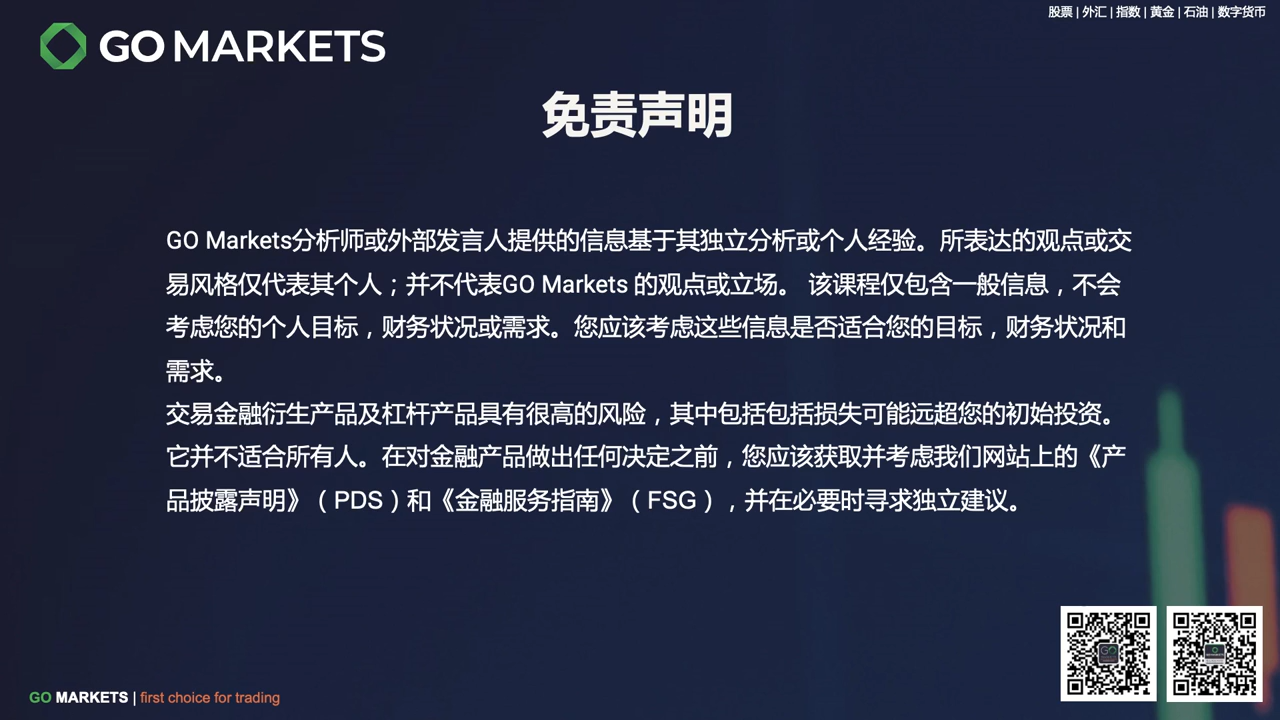 股票 | 外汇 | 指数 | 黄金 | 石油 | 数字货币
GO MARKETS
免责声明
GO Markets分析师或外部发言人提供的信息基于其独立分析或个人经验。所表达的观点或交
易风格仅代表其个人；并不代表GO Markets 的观点或立场。 该课程仅包含一般信息，不会
考虑您的个人目标，财务状况或需求。您应该考虑这些信息是否适合您的目标，财务状况和
需求。
交易金融衍生产品及杠杆产品具有很高的风险，其中包括包括损失可能远超您的初始投资。
它并不适合所有人。在对金融产品做出任何决定之前，您应该获取并考虑我们网站上的《产
品披露声明》（PDS）和《金融服务指南》（FSG），并在必要时寻求独立建议。
GO MARKETS | first choice for trading